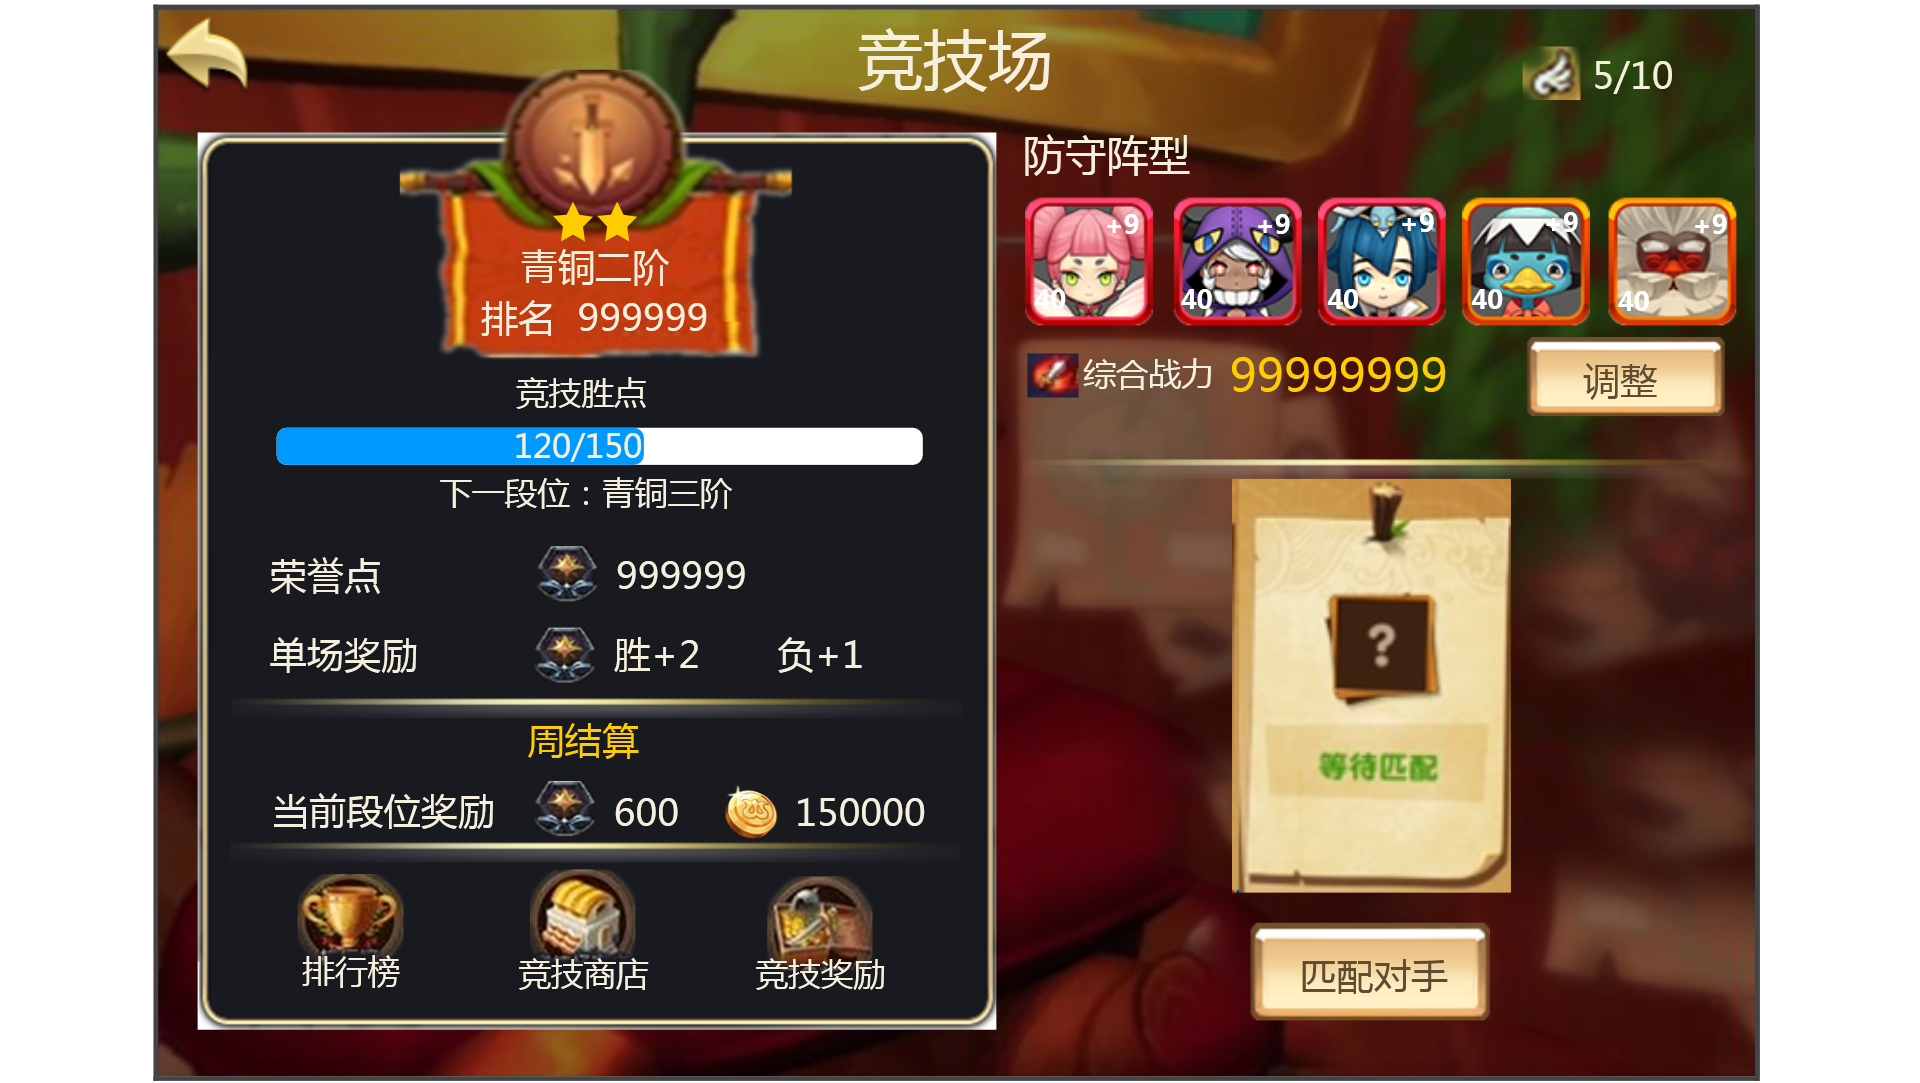 竞技场
5/10
青铜二阶
排名 999999
竞技胜点
120/150
下一段位：青铜三阶
荣誉点 999999
单场奖励 胜+2 负+1
周结算
当前段位奖励 600 150000
排行榜 竞技商店 竞技奖励
防守阵型
+9 +9 +9 +9 +9
40 40 40 40 40
综合战力 99999999
调整
?
等待匹配
匹配对手